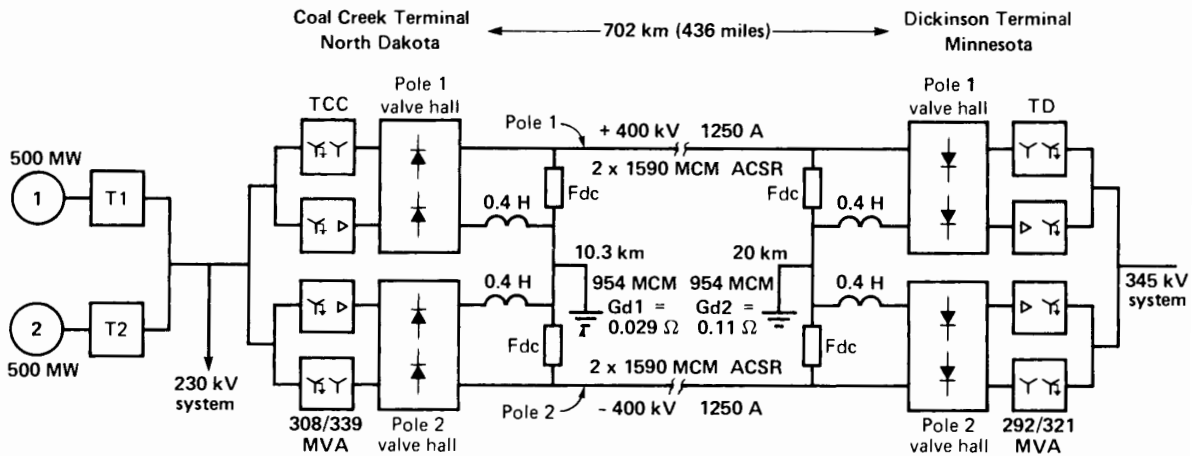 Coal Creek Terminal
North Dakota
702 km (436 miles)
Dickinson Terminal
Minnesota
TCC
Pole 1
valve hall
Pole 1
+ 400 kV 1250 A
2 x 1590 MCM ACSR
Pole 1
valve hall
TD
500 MW
1
T1
Fdc
Fdc
0.4 H
0.4 H
10.3 km
20 km
954 MCM
954 MCM
Gd1 =
0.029 Ω
Gd2 =
0.11 Ω
345 kV
system
0.4 H
0.4 H
2
T2
500 MW
230 kV
system
Fdc
Fdc
2 x 1590 MCM ACSR
Pole 2
– 400 kV 1250 A
308/339
MVA
Pole 2
valve hall
Pole 2
valve hall
292/321
MVA